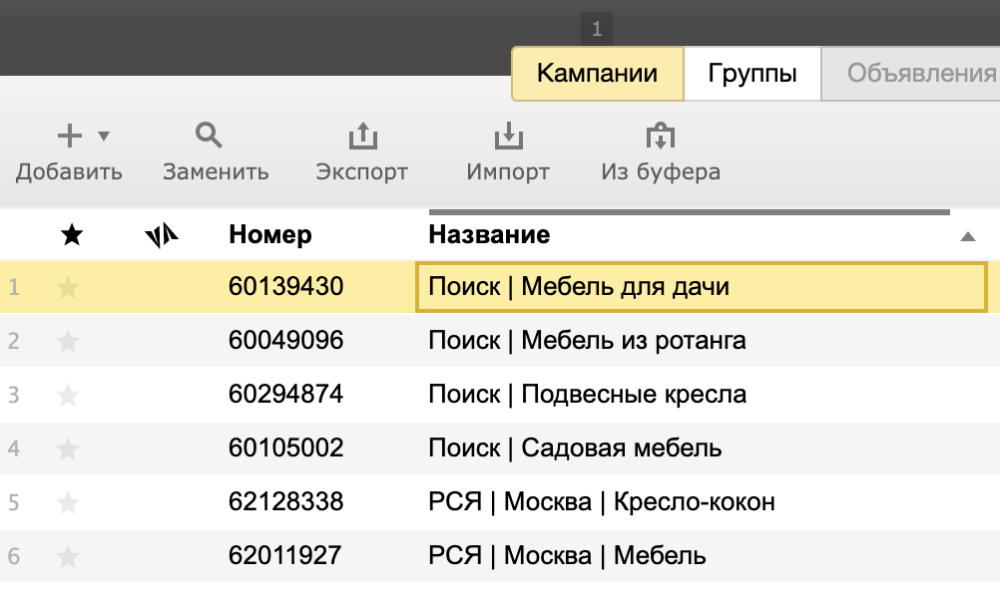 1
Кампании Группы Объявления
Добавить Заменить Экспорт Импорт Из буфера
Номер Название
1 60139430 Поиск | Мебель для дачи
2 60049096 Поиск | Мебель из ротанга
3 60294874 Поиск | Подвесные кресла
4 60105002 Поиск | Садовая мебель
5 62128338 РСЯ | Москва | Кресло-кокон
6 62011927 РСЯ | Москва | Мебель